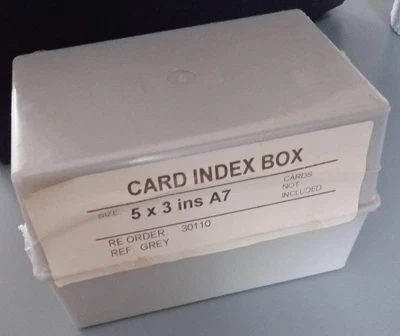 CARD INDEX BOX
SIZE: 5 x 3 ins A7
CARDS
NOT
INCLUDED
RE ORDER 30110
REF: GREY